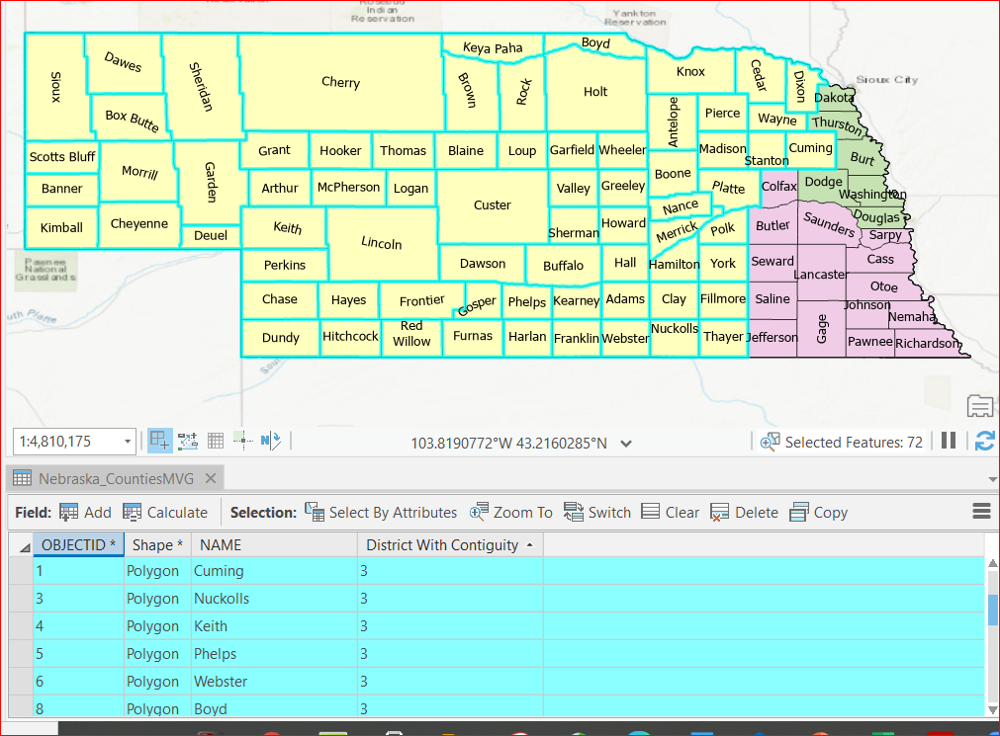 Rosebud
Indian
Reservation
Yankton
Reservation
Sioux City
Keya Paha
Boyd
Dawes
Sioux
Sheridan
Cherry
Brown
Rock
Holt
Knox
Cedar
Dixon
Dakota
Box Butte
Antelope
Pierce
Wayne
Thurston
Scotts Bluff
Grant
Hooker
Thomas
Blaine
Loup
Garfield
Wheeler
Madison
Stanton
Cuming
Burt
Banner
Morrill
Garden
Arthur
McPherson
Logan
Custer
Valley
Greeley
Boone
Platte
Colfax
Dodge
Washington
Kimball
Cheyenne
Deuel
Keith
Lincoln
Sherman
Howard
Nance
Merrick
Polk
Butler
Saunders
Douglas
Sarpy
Perkins
Dawson
Buffalo
Hall
Hamilton
York
Seward
Lancaster
Cass
Pawnee
National
Grasslands
Chase
Hayes
Frontier
Gosper
Phelps
Kearney
Adams
Clay
Fillmore
Saline
Gage
Otoe
Johnson
Nemaha
uth Platte
Dundy
Hitchcock
Red
Willow
Furnas
Harlan
Franklin
Webster
Nuckolls
Thayer
Jefferson
Pawnee
Richardson
1:4,810,175
103.8190772°W 43.2160285°N
Selected Features: 72
Nebraska_CountiesMVG
Field: Add Calculate Selection: Select By Attributes Zoom To Switch Clear Delete Copy
OBJECTID * Shape * NAME District With Contiguity
1 Polygon Cuming 3
3 Polygon Nuckolls 3
4 Polygon Keith 3
5 Polygon Phelps 3
6 Polygon Webster 3
8 Polygon Boyd 3